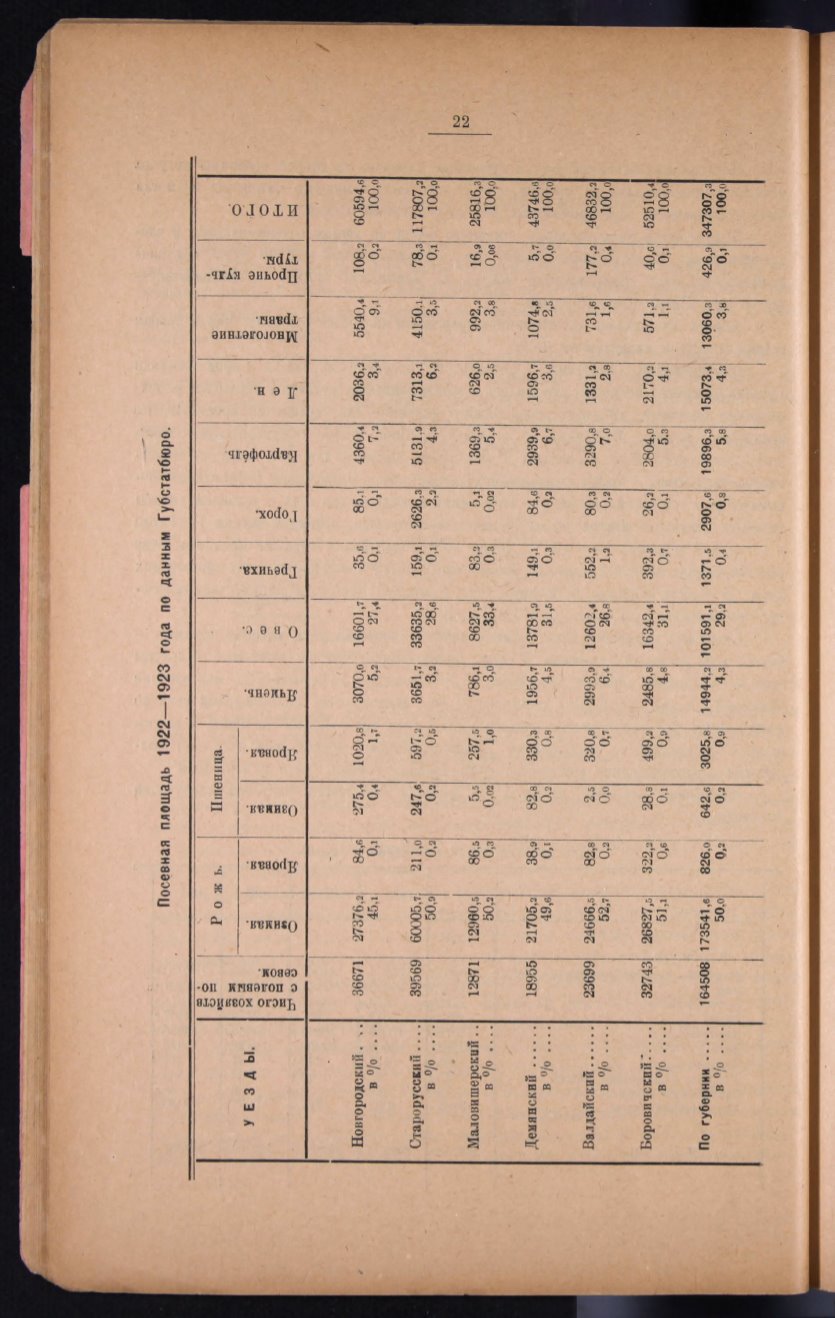 22
Посевная площадь 1922—1923 года по данным Губстатбюро.
УЕЗДЫ. Число хозяйств с полевым посевом. Рожь. Озимая. Яровая. Пшеница. Озимая. Яровая. Ячмень. Овес. Гречиха. Горох. Картофель Лен. Многолетние травы. Прочие культуры. ИТОГО.
Новгородский . . . 36671 27376,2 84,6 275,4 1020,8 3070,0 16601,7 35,6 85,1 4360,4 2036,2 5540,4 108,2 60594,6
в % .... 45,1 0,1 0,4 1,7 5,2 27,4 0,1 0,1 7,2 3,4 9,1 0,2 100,0
Старорусский .... 39569 60005,7 211,0 247,6 597,2 3651,7 33635,2 159,1 2626,3 5131,9 7313,1 4150,1 78,3 117807,2
в % .... 50,9 0,2 0,2 0,5 3,2 28,6 0,1 2,2 4,3 6,2 3,5 0,1 100,0
Маловишерский .. 12871 12960,5 86,5 5,5 257,5 786,1 8627,5 83,2 5,1 1369,3 626,0 992,2 16,9 25816,3
в % .... 50,2 0,3 0,02 1,0 3,0 33,4 0,3 0,02 5,4 2,5 3,8 0,06 100,0
Демянский ...... 18955 21705,2 38,9 82,8 330,3 1956,7 13781,9 149,1 84,6 2939,9 1596,7 1074,8 5,7 43746,6
в % .... 49,6 0,1 0,2 0,8 4,5 31,5 0,3 0,2 6,7 3,6 2,5 0,0 100,0
Валдайский ...... 23699 24666,5 82,8 2,5 320,8 2993,9 12602,4 552,2 80,3 3290,8 1331,2 731,6 177,2 46832,2
в % .... 52,7 0,2 0,0 0,7 6,4 26,8 1,2 0,2 7,0 2,8 1,6 0,4 100,0
Боровичский ..... 32743 26827,5 322,2 28,8 499,2 2485,8 16342,4 392,3 26,2 2804,0 2170,2 571,2 40,6 52510,4
в % .... 51,1 0,6 0,1 0,9 4,8 31,1 0,7 0,1 5,3 4,1 1,1 0,1 100,0
По губернии ..... 164508 173541,6 826,0 642,6 3025,8 14944,2 101591,1 1371,5 2907,6 19896,3 15073,4 13060,3 426,9 347307,3
в % .... 50,0 0,2 0,2 0,9 4,3 29,2 0,4 0,8 5,8 4,3 3,8 0,1 100,0